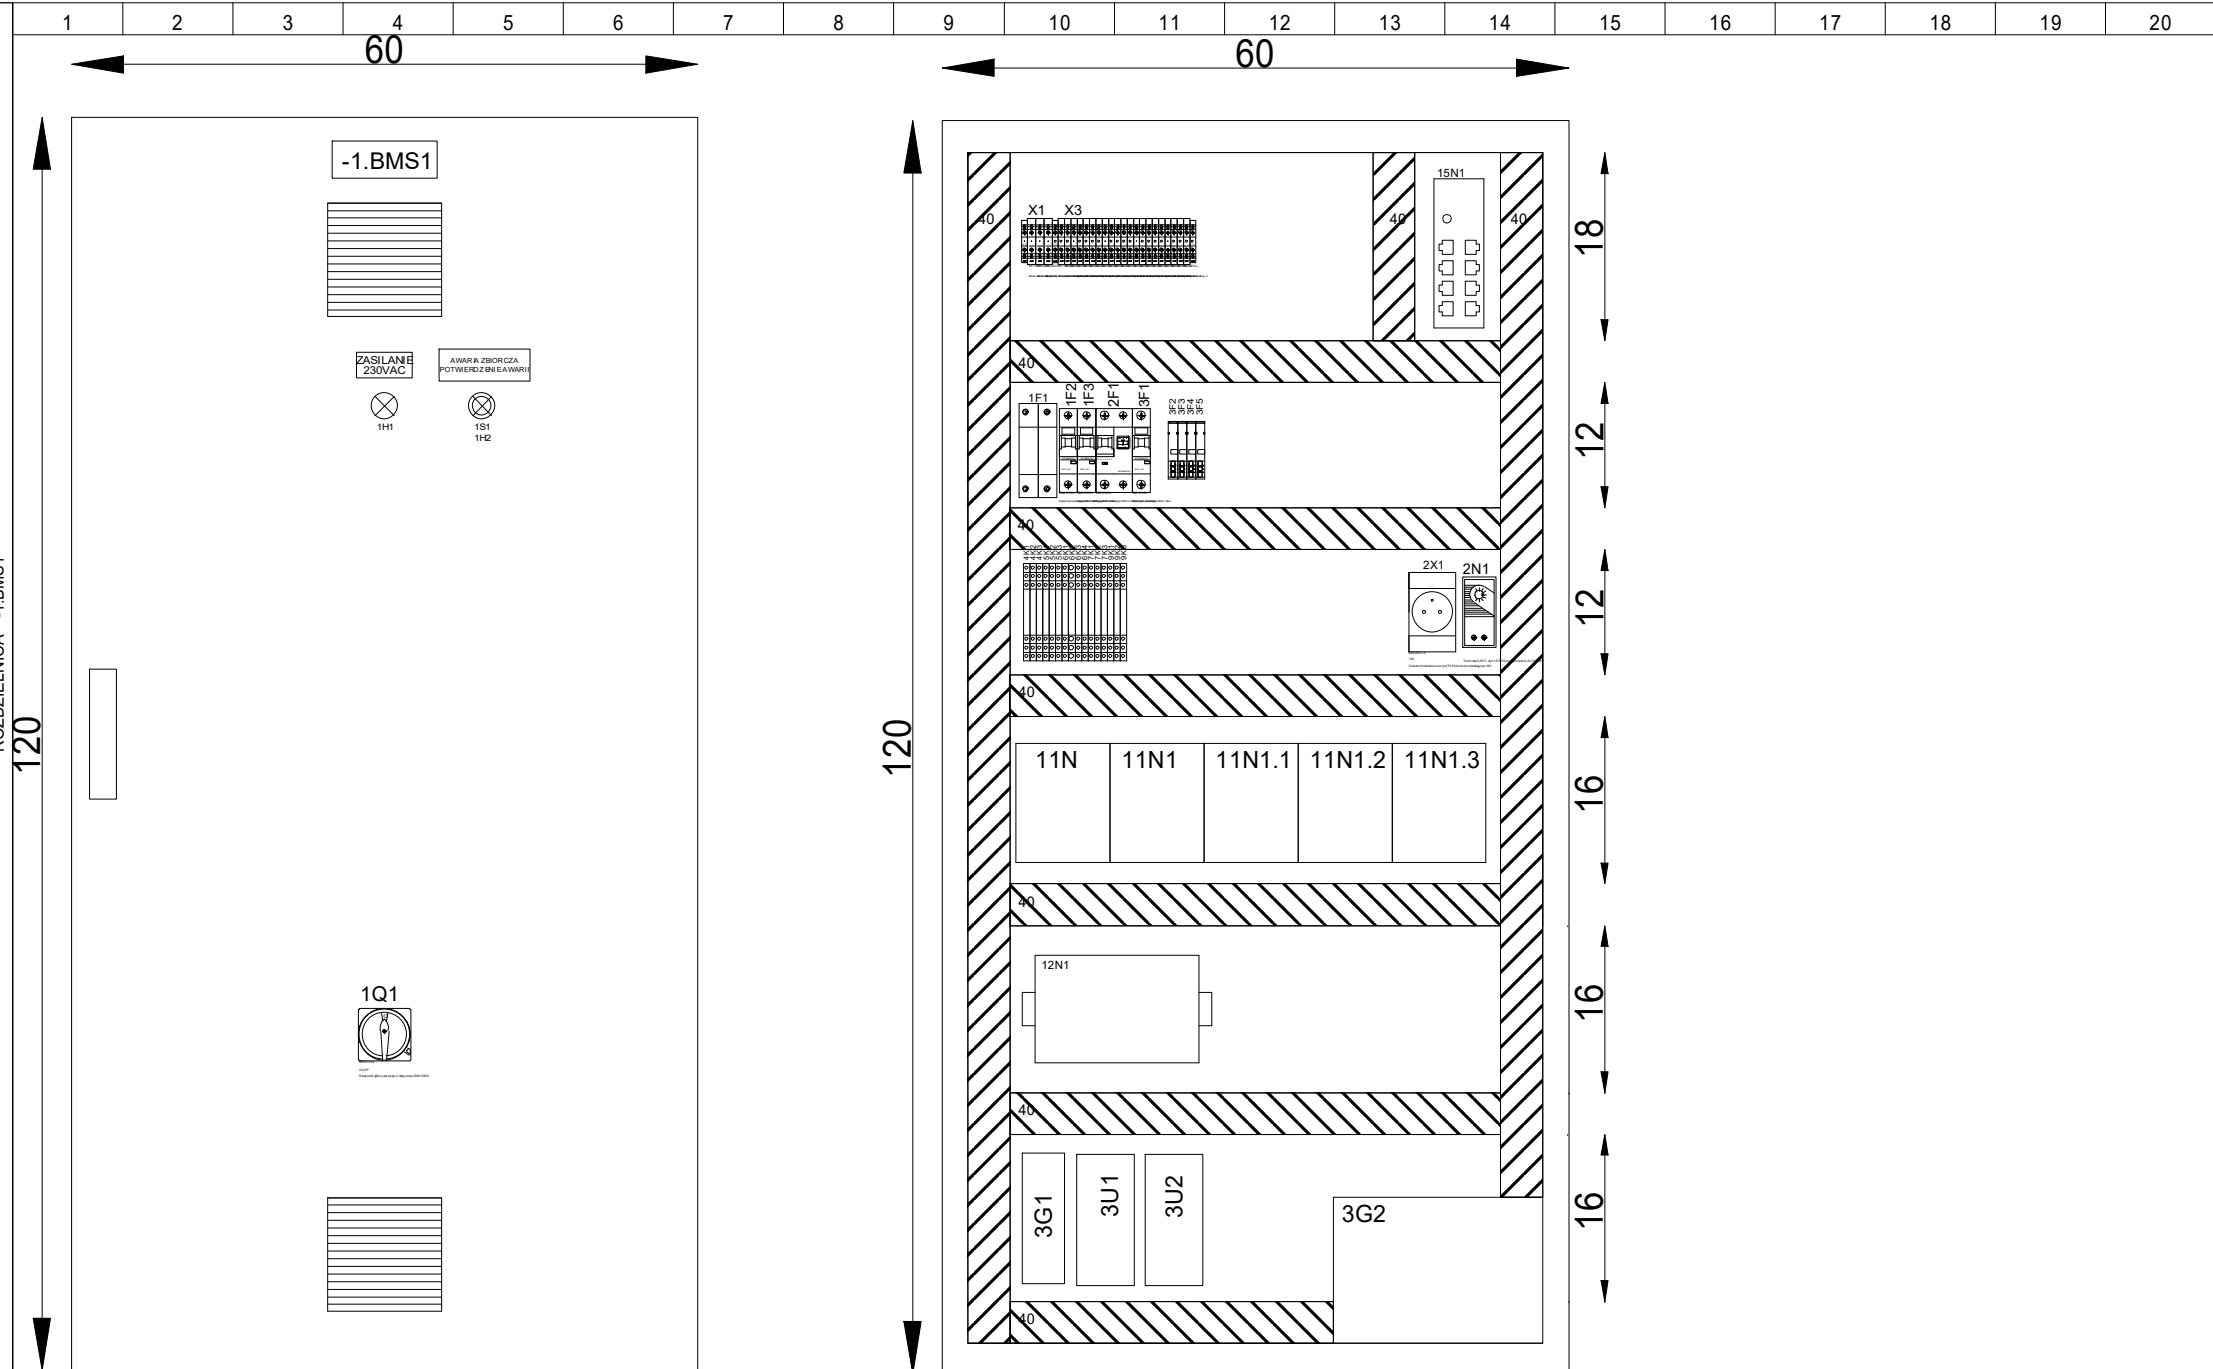 1 2 3 4 5 6 7 8 9 10 11 12 13 14 15 16 17 18 19 20
60
60
-1.BMS1
120
120
ZASILANIE
230VAC
AWARIA ZBIORCZA
POTWIERDZENIE AWARII
1H1
1S1
1H2
1Q1
X1 X3
15N1
40 40 40
18
40
1F1 1F2 1F3 2F1 3F1 3F2 3F3 3F4 3F5
12
40
2X1 2N1
12
40
11N 11N1 11N1.1 11N1.2 11N1.3
16
40
12N1
16
40
3G1 3U1 3U2 3G2
16
40